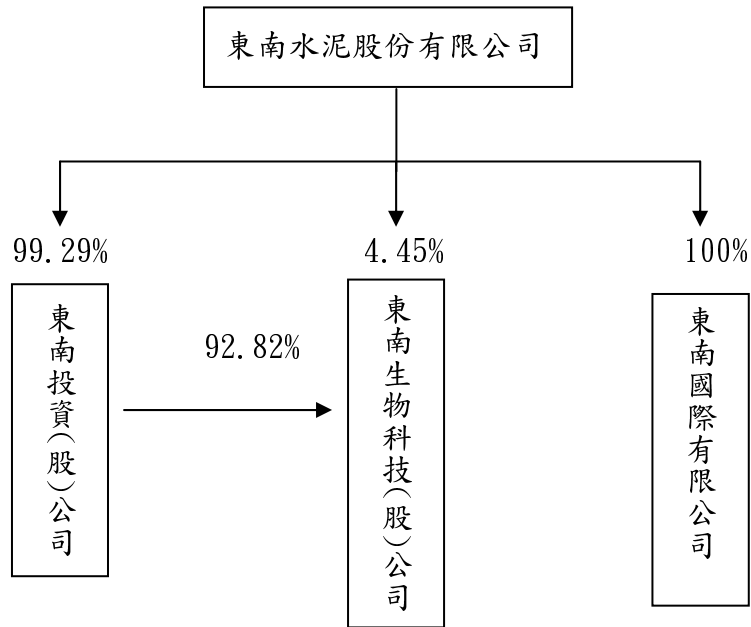 東南水泥股份有限公司
99.29%
4.45%
100%
東南投資(股)公司
92.82%
東南生物科技(股)公司
東南國際有限公司